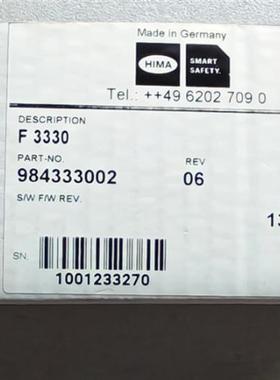 Made in Germany
HIMA SMART SAFETY.
Tel.: ++49 6202 709 0
DESCRIPTION
F 3330
PART-NO. REV
984333002 06
S/W F/W REV.
13
SN.
1001233270